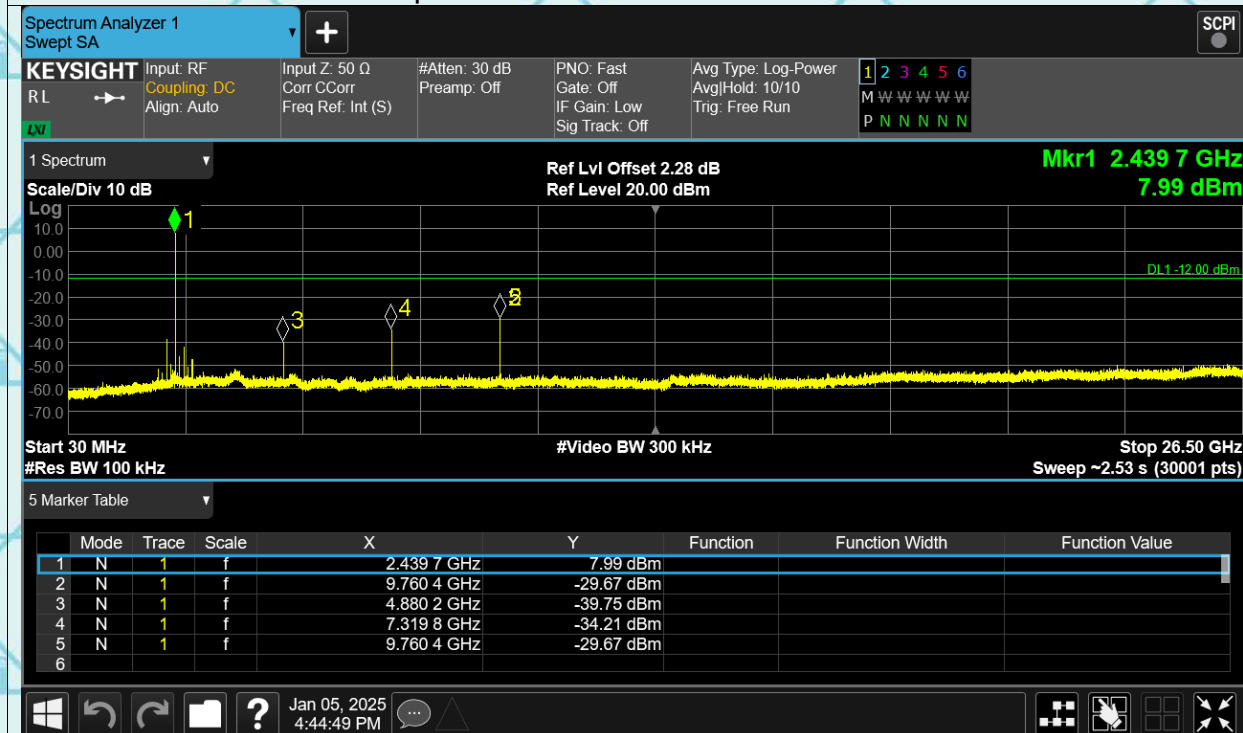 Spectrum Analyzer 1
Swept SA
+
SCPI
KEYSIGHT
RL
LXI
Input: RF
Coupling: DC
Align: Auto
Input Z: 50 Ω
Corr CCorr
Freq Ref: Int (S)
#Atten: 30 dB
Preamp: Off
PNO: Fast
Gate: Off
IF Gain: Low
Sig Track: Off
Avg Type: Log-Power
Avg|Hold: 10/10
Trig: Free Run
1 2 3 4 5 6
M W W W W W
P N N N N N
1 Spectrum
Scale/Div 10 dB
Ref Lvl Offset 2.28 dB
Ref Level 20.00 dBm
Mkr1 2.439 7 GHz
7.99 dBm
Log
10.0
0.00
-10.0
-20.0
-30.0
-40.0
-50.0
-60.0
-70.0
1
3
4
DL1 -12.00 dBm
Start 30 MHz
#Res BW 100 kHz
#Video BW 300 kHz
Stop 26.50 GHz
Sweep ~2.53 s (30001 pts)
5 Marker Table
Mode Trace Scale X Y Function Function Width Function Value
1 N 1 f 2.439 7 GHz 7.99 dBm
2 N 1 f 9.760 4 GHz -29.67 dBm
3 N 1 f 4.880 2 GHz -39.75 dBm
4 N 1 f 7.319 8 GHz -34.21 dBm
5 N 1 f 9.760 4 GHz -29.67 dBm
6
?
Jan 05, 2025
4:44:49 PM